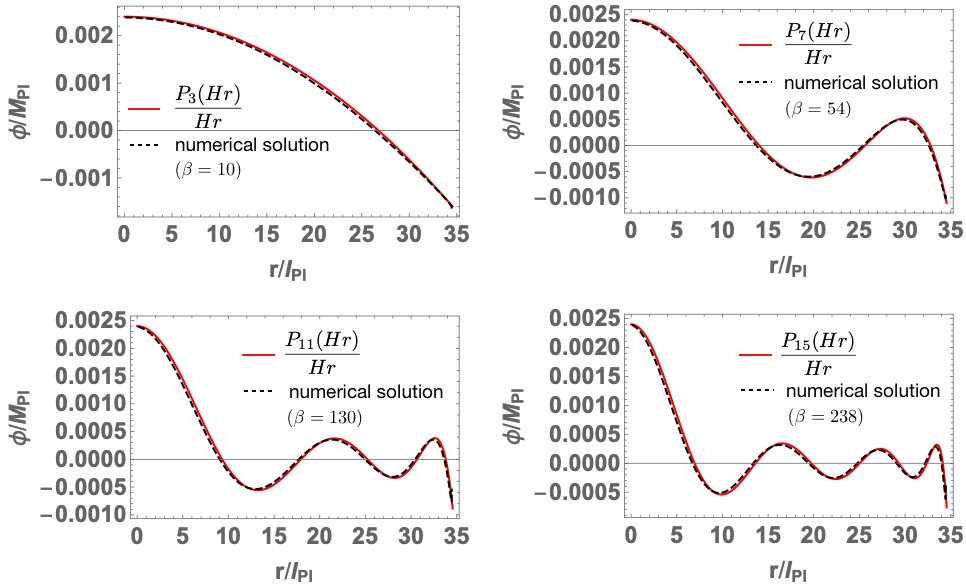 0.002
0.001
0.000
−0.001
ϕ/M_Pl
P_3(Hr)
Hr
numerical solution
(β = 10)
0 5 10 15 20 25 30 35
r/l_Pl
0.0025
0.0020
0.0015
0.0010
0.0005
0.0000
−0.0005
−0.0010
ϕ/M_Pl
P_7(Hr)
Hr
numerical solution
(β = 54)
0 5 10 15 20 25 30 35
r/l_Pl
0.0025
0.0020
0.0015
0.0010
0.0005
0.0000
−0.0005
−0.0010
ϕ/M_Pl
P_11(Hr)
Hr
numerical solution
(β = 130)
0 5 10 15 20 25 30 35
r/l_Pl
0.0025
0.0020
0.0015
0.0010
0.0005
0.0000
−0.0005
ϕ/M_Pl
P_15(Hr)
Hr
numerical solution
(β = 238)
0 5 10 15 20 25 30 35
r/l_Pl